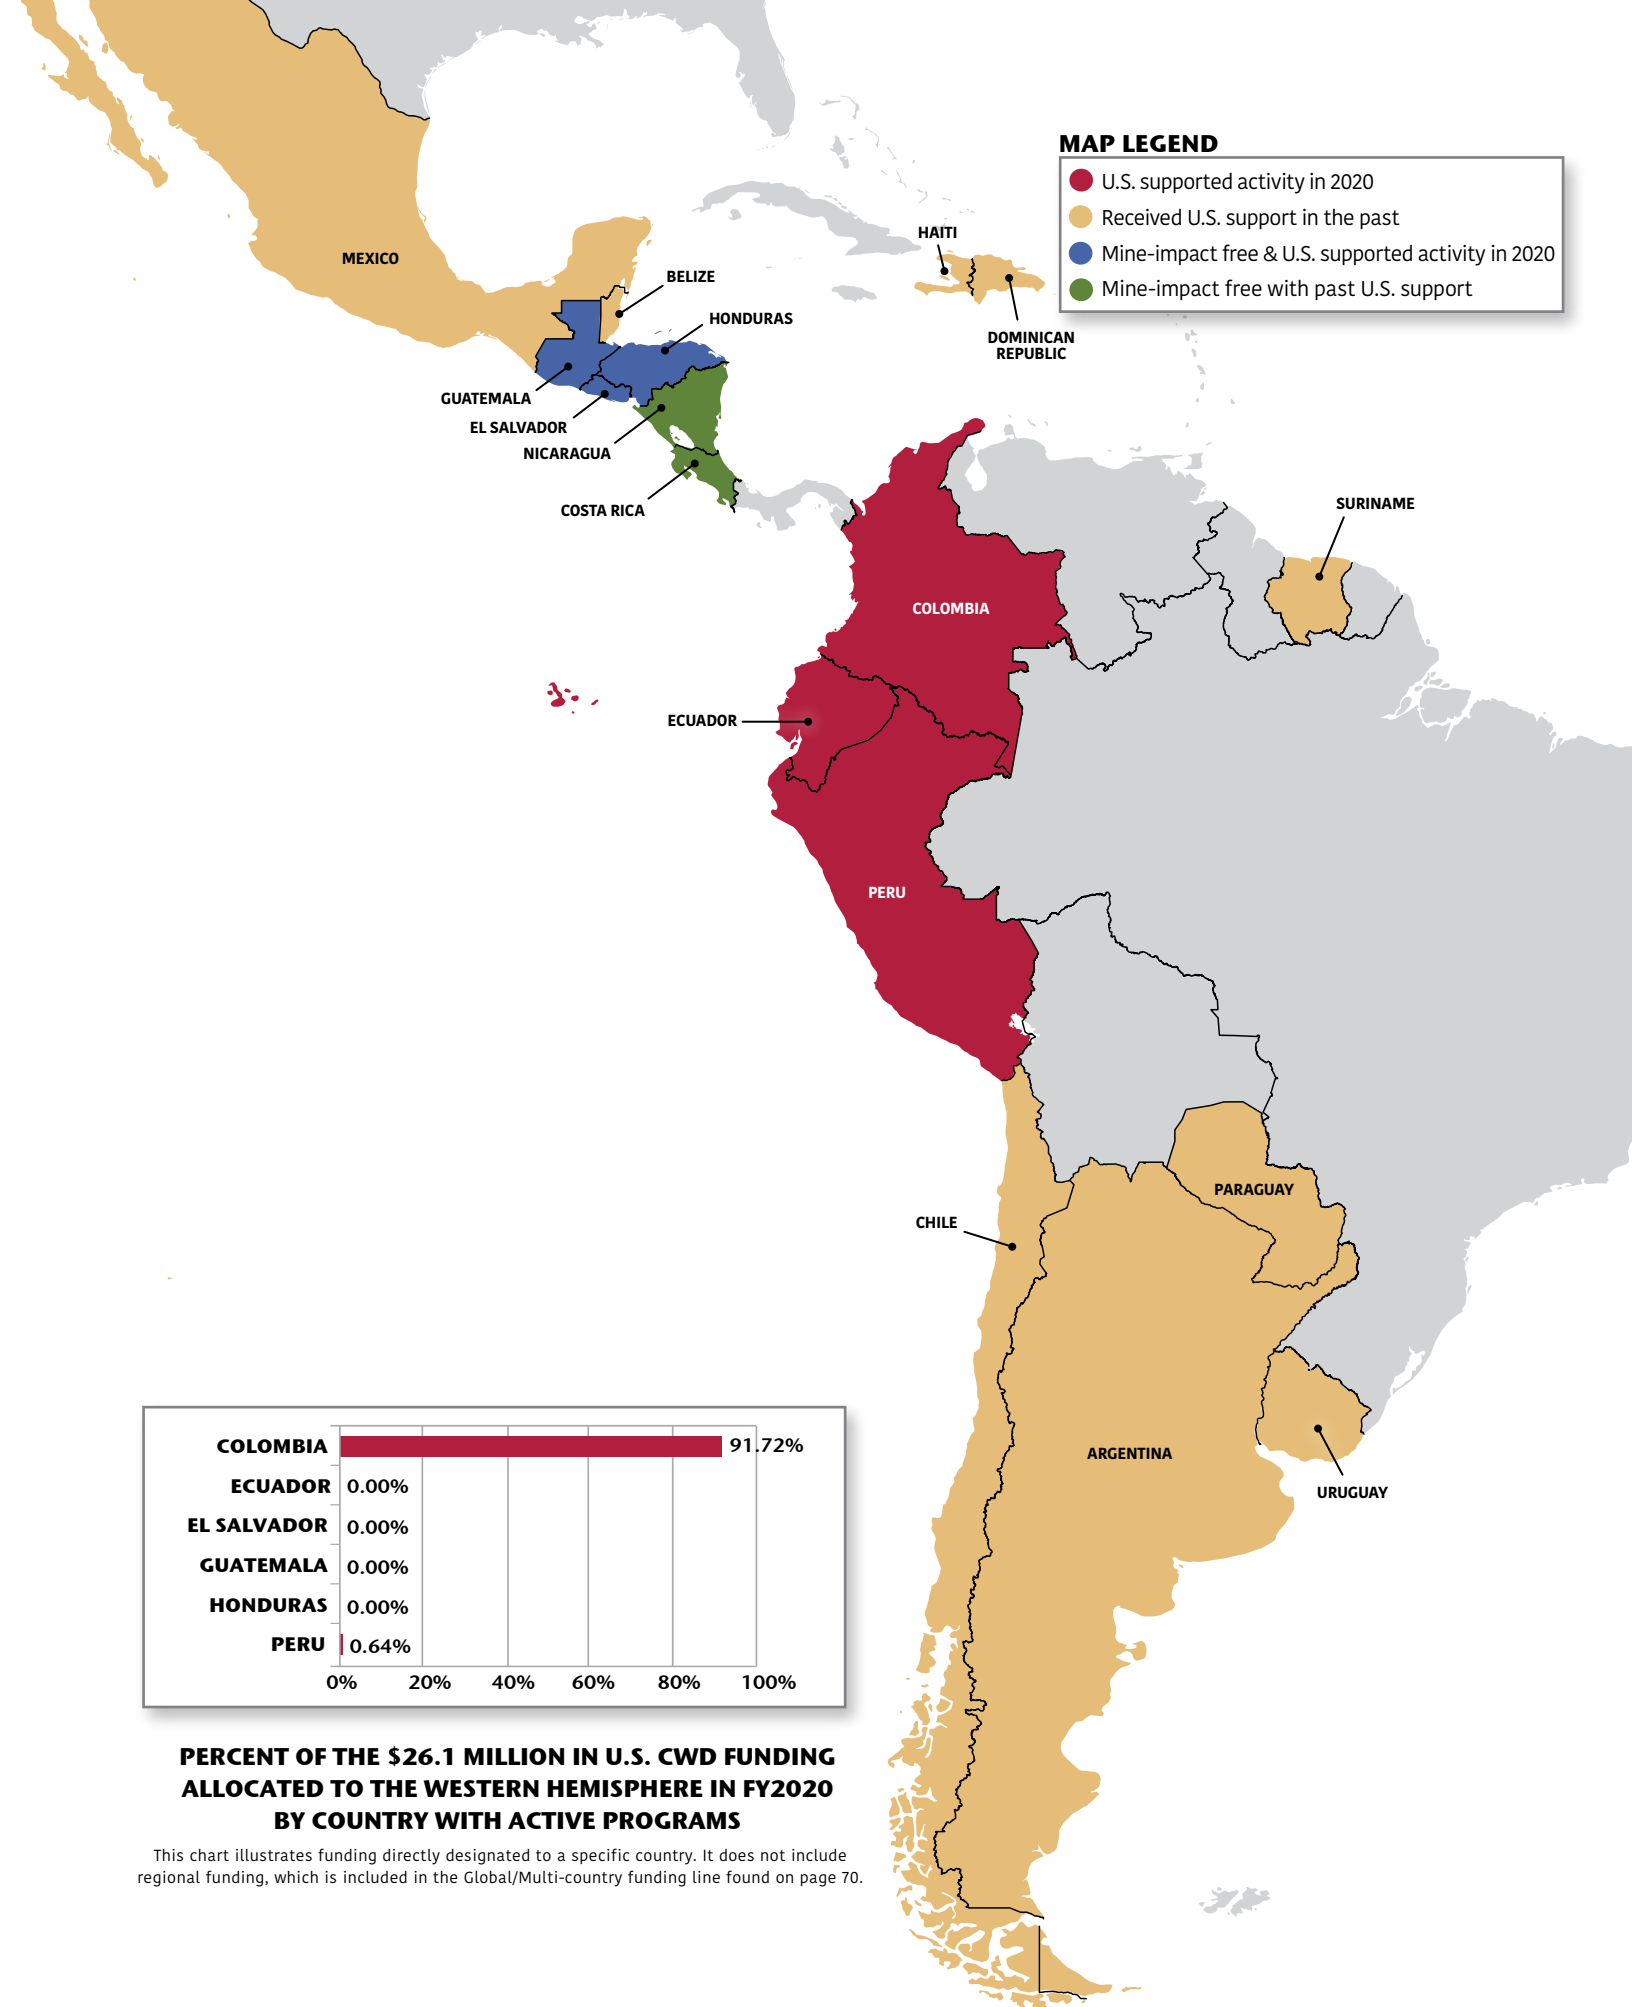 MAP LEGEND
U.S. supported activity in 2020
Received U.S. support in the past
Mine-impact free & U.S. supported activity in 2020
Mine-impact free with past U.S. support
MEXICO
HAITI
BELIZE
HONDURAS
DOMINICAN
REPUBLIC
GUATEMALA
EL SALVADOR
NICARAGUA
COSTA RICA
SURINAME
COLOMBIA
ECUADOR
PERU
PARAGUAY
CHILE
ARGENTINA
URUGUAY
COLOMBIA 91.72%
ECUADOR 0.00%
EL SALVADOR 0.00%
GUATEMALA 0.00%
HONDURAS 0.00%
PERU 0.64%
0% 20% 40% 60% 80% 100%
PERCENT OF THE $26.1 MILLION IN U.S. CWD FUNDING
ALLOCATED TO THE WESTERN HEMISPHERE IN FY2020
BY COUNTRY WITH ACTIVE PROGRAMS
This chart illustrates funding directly designated to a specific country. It does not include
regional funding, which is included in the Global/Multi-country funding line found on page 70.